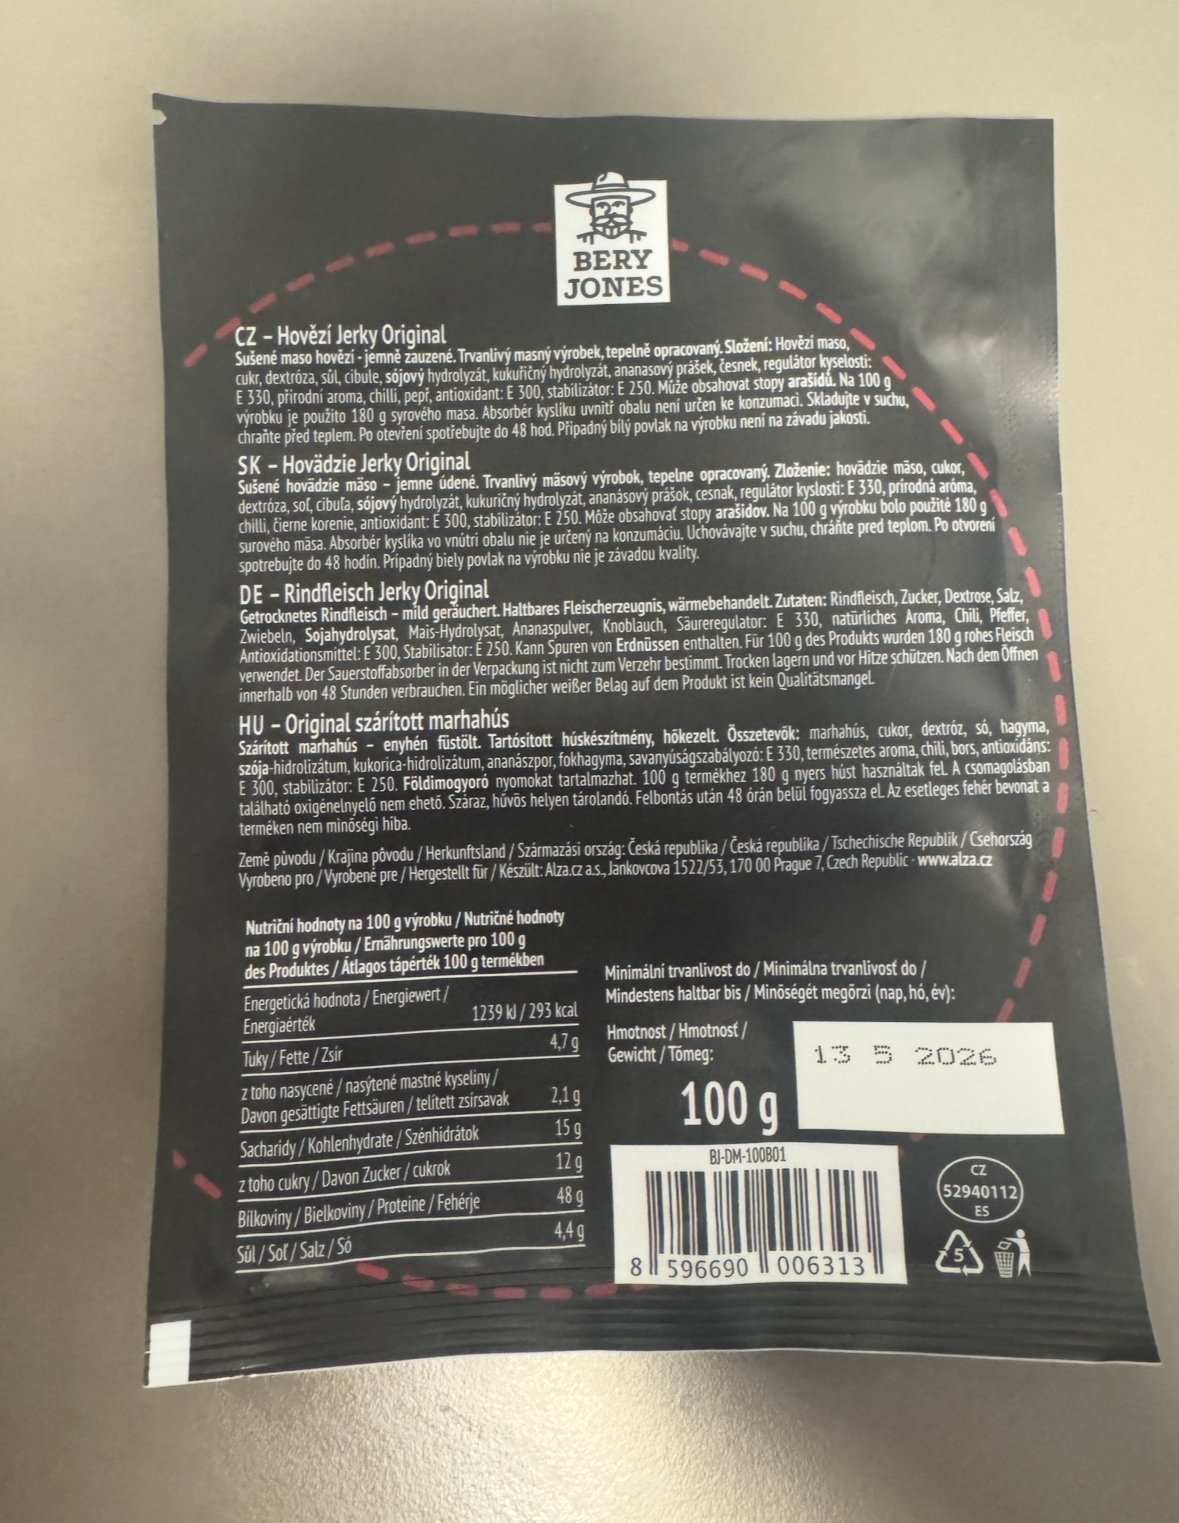 BERY
JONES
CZ – Hovězí Jerky Original
Sušené maso hovězí - jemně zauzené. Trvanlivý masný výrobek, tepelně opracovaný. Složení: Hovězí maso,
cukr, dextróza, sůl, cibule, sójový hydrolyzát, kukuřičný hydrolyzát, ananasový prášek, česnek, regulátor kyselosti:
E 330, přírodní aroma, chilli, pepř, antioxidant: E 300, stabilizátor: E 250. Může obsahovat stopy arašídů. Na 100 g
výrobku je použito 180 g syrového masa. Absorbér kyslíku uvnitř obalu není určen ke konzumaci. Skladujte v suchu,
chraňte před teplem. Po otevření spotřebujte do 48 hod. Případný bílý povlak na výrobku není na závadu jakosti.
SK – Hovädzie Jerky Original
Sušené hovädzie mäso – jemne údené. Trvanlivý mäsový výrobok, tepelne opracovaný. Zloženie: hovädzie mäso, cukor,
dextróza, soľ, cibuľa, sójový hydrolyzát, kukuričný hydrolyzát, ananásový prášok, cesnak, regulátor kyslosti: E 330, prírodná aróma,
chilli, čierne korenie, antioxidant: E 300, stabilizátor: E 250. Môže obsahovať stopy arašidov. Na 100 g výrobku bolo použité 180 g
surového mäsa. Absorbér kyslíka vo vnútri obalu nie je určený na konzumáciu. Uchovávajte v suchu, chráňte pred teplom. Po otvorení
spotrebujte do 48 hodín. Prípadný biely povlak na výrobku nie je závadou kvality.
DE – Rindfleisch Jerky Original
Getrocknetes Rindfleisch – mild geräuchert. Haltbares Fleischerzeugnis, wärmebehandelt. Zutaten: Rindfleisch, Zucker, Dextrose, Salz,
Zwiebeln, Sojahydrolysat, Mais-Hydrolysat, Ananaspulver, Knoblauch, Säureregulator: E 330, natürliches Aroma, Chili, Pfeffer,
Antioxidationsmittel: E 300, Stabilisator: E 250. Kann Spuren von Erdnüssen enthalten. Für 100 g des Produkts wurden 180 g rohes Fleisch
verwendet. Der Sauerstoffabsorber in der Verpackung ist nicht zum Verzehr bestimmt. Trocken lagern und vor Hitze schützen. Nach dem Öffnen
innerhalb von 48 Stunden verbrauchen. Ein möglicher weißer Belag auf dem Produkt ist kein Qualitätsmangel.
HU – Original szárított marhahús
Szárított marhahús – enyhén füstölt. Tartósított húskészítmény, hőkezelt. Összetevők: marhahús, cukor, dextróz, só, hagyma,
szója-hidrolizátum, kukorica-hidrolizátum, ananászpor, fokhagyma, savanyúságszabályozó: E 330, természetes aroma, chili, bors, antioxidáns:
E 300, stabilizátor: E 250. Földimogyoró nyomokat tartalmazhat. 100 g termékhez 180 g nyers húst használtak fel. A csomagolásban
található oxigénelnyelő nem ehető. Száraz, hűvös helyen tárolandó. Felbontás után 48 órán belül fogyassza el. Az esetleges fehér bevonat a
terméken nem minőségi hiba.
Země původu / Krajina pôvodu / Herkunftsland / Származási ország: Česká republika / Česká republika / Tschechische Republik / Csehország
Vyrobeno pro / Vyrobené pre / Hergestellt für / Készült: Alza.cz a.s., Jankovcova 1522/53, 170 00 Prague 7, Czech Republic · www.alza.cz
Nutriční hodnoty na 100 g výrobku / Nutričné hodnoty
na 100 g výrobku / Ernährungswerte pro 100 g
des Produktes / Átlagos tápérték 100 g termékben
Energetická hodnota / Energiewert /
Energiaérték 1239 kJ / 293 kcal
Tuky / Fette / Zsír 4,7 g
z toho nasycené / nasýtené mastné kyseliny /
Davon gesättigte Fettsäuren / telített zsírsavak 2,1 g
Sacharidy / Kohlenhydrate / Szénhidrátok 15 g
z toho cukry / Davon Zucker / cukrok 12 g
Bílkoviny / Bielkoviny / Proteine / Fehérje 48 g
Sůl / Soľ / Salz / Só 4,4 g
Minimální trvanlivost do / Minimálna trvanlivosť do /
Mindestens haltbar bis / Minőségét megőrzi (nap, hó, év):
13 5 2026
Hmotnost / Hmotnosť /
Gewicht / Tömeg:
100 g
BJ-DM-100B01
8 596690 006313
CZ
52940112
ES
5